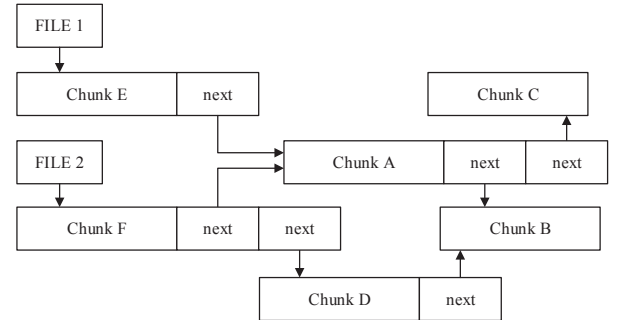 FILE 1
Chunk E next
Chunk C
FILE 2
Chunk A next next
Chunk F next next
Chunk B
Chunk D next